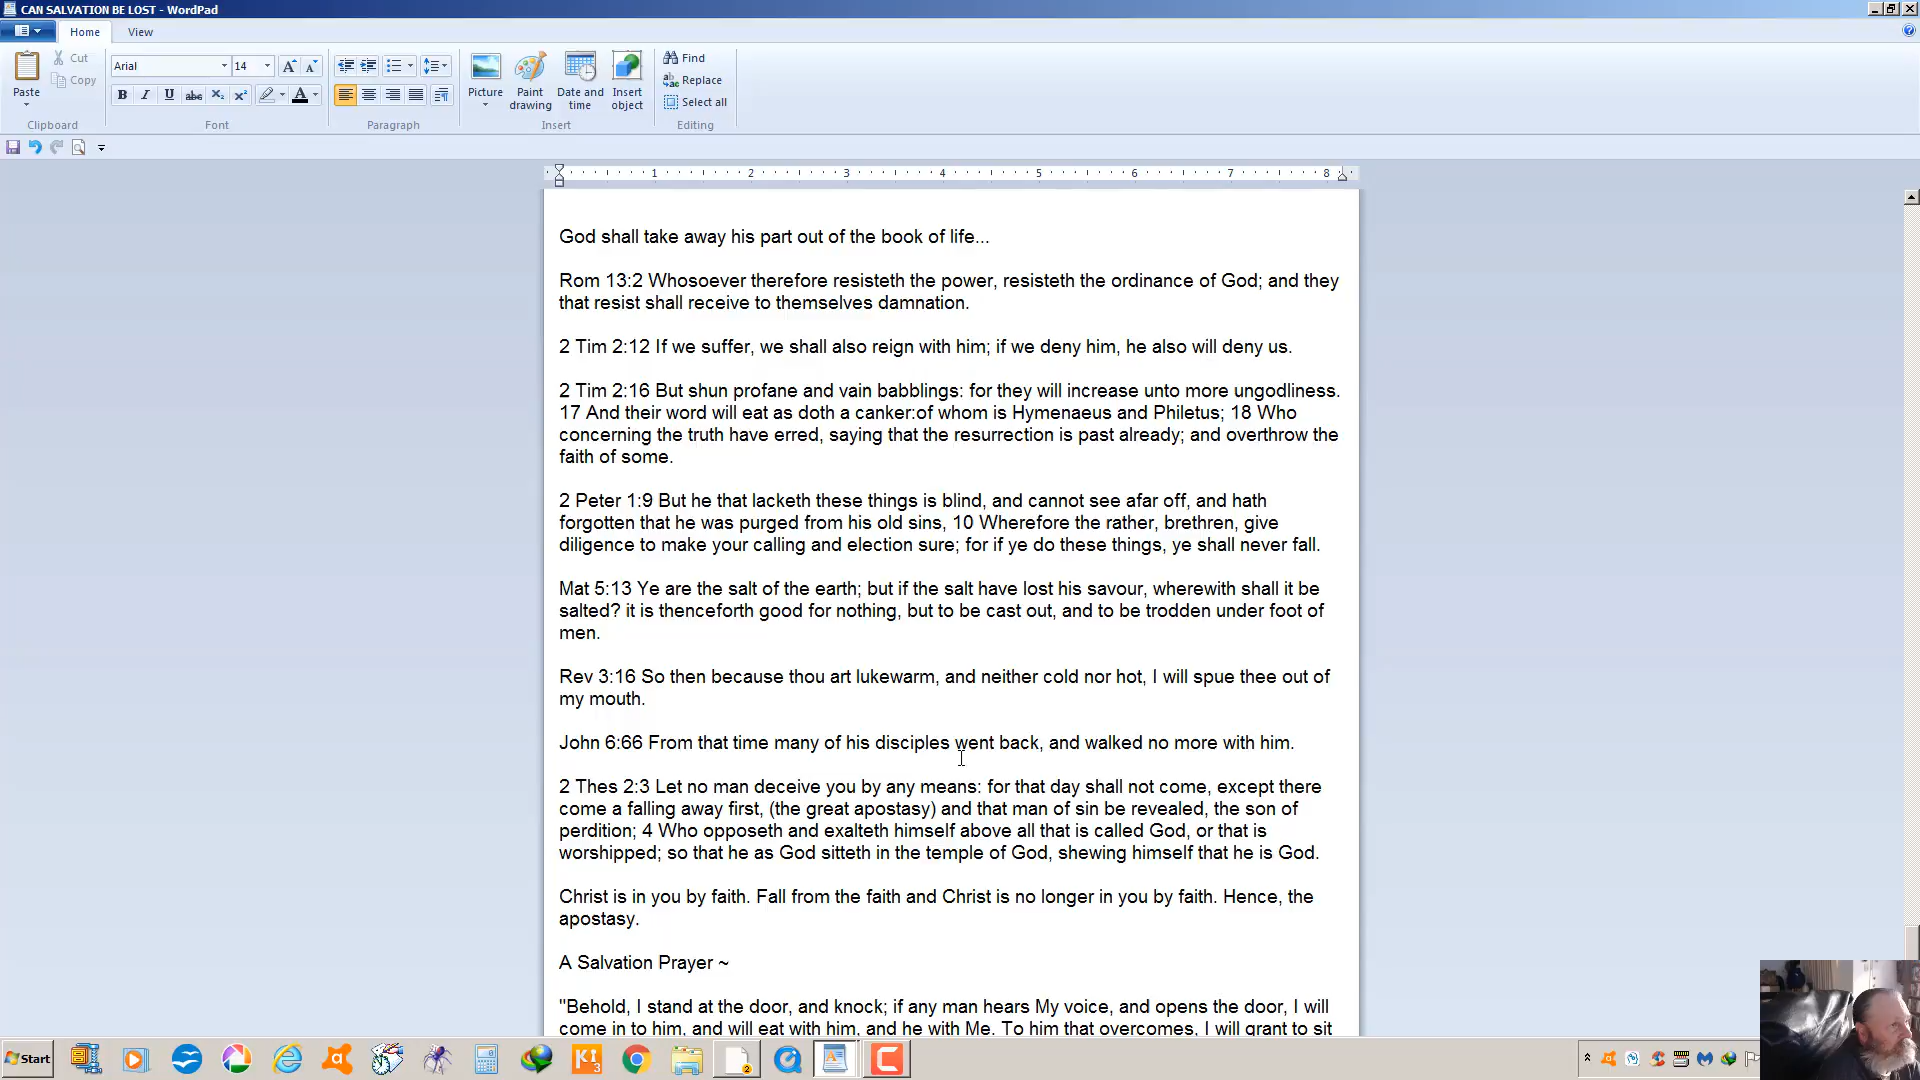 CAN SALVATION BE LOST - WordPad
Home
View
Paste
Cut
Copy
Clipboard
Arial
14
Font
Paragraph
Picture
Paint drawing
Date and time
Insert object
Insert
Find
Replace
Select all
Editing
1 2 3 4 5 6 7 8
God shall take away his part out of the book of life...
Rom 13:2 Whosoever therefore resisteth the power, resisteth the ordinance of God; and they
that resist shall receive to themselves damnation.
2 Tim 2:12 If we suffer, we shall also reign with him; if we deny him, he also will deny us.
2 Tim 2:16 But shun profane and vain babblings: for they will increase unto more ungodliness.
17 And their word will eat as doth a canker:of whom is Hymenaeus and Philetus; 18 Who
concerning the truth have erred, saying that the resurrection is past already; and overthrow the
faith of some.
2 Peter 1:9 But he that lacketh these things is blind, and cannot see afar off, and hath
forgotten that he was purged from his old sins, 10 Wherefore the rather, brethren, give
diligence to make your calling and election sure; for if ye do these things, ye shall never fall.
Mat 5:13 Ye are the salt of the earth; but if the salt have lost his savour, wherewith shall it be
salted? it is thenceforth good for nothing, but to be cast out, and to be trodden under foot of
men.
Rev 3:16 So then because thou art lukewarm, and neither cold nor hot, I will spue thee out of
my mouth.
John 6:66 From that time many of his disciples went back, and walked no more with him.
2 Thes 2:3 Let no man deceive you by any means: for that day shall not come, except there
come a falling away first, (the great apostasy) and that man of sin be revealed, the son of
perdition; 4 Who opposeth and exalteth himself above all that is called God, or that is
worshipped; so that he as God sitteth in the temple of God, shewing himself that he is God.
Christ is in you by faith. Fall from the faith and Christ is no longer in you by faith. Hence, the
apostasy.
A Salvation Prayer ~
"Behold, I stand at the door, and knock; if any man hears My voice, and opens the door, I will
come in to him, and will eat with him, and he with Me. To him that overcomes, I will grant to sit
Start